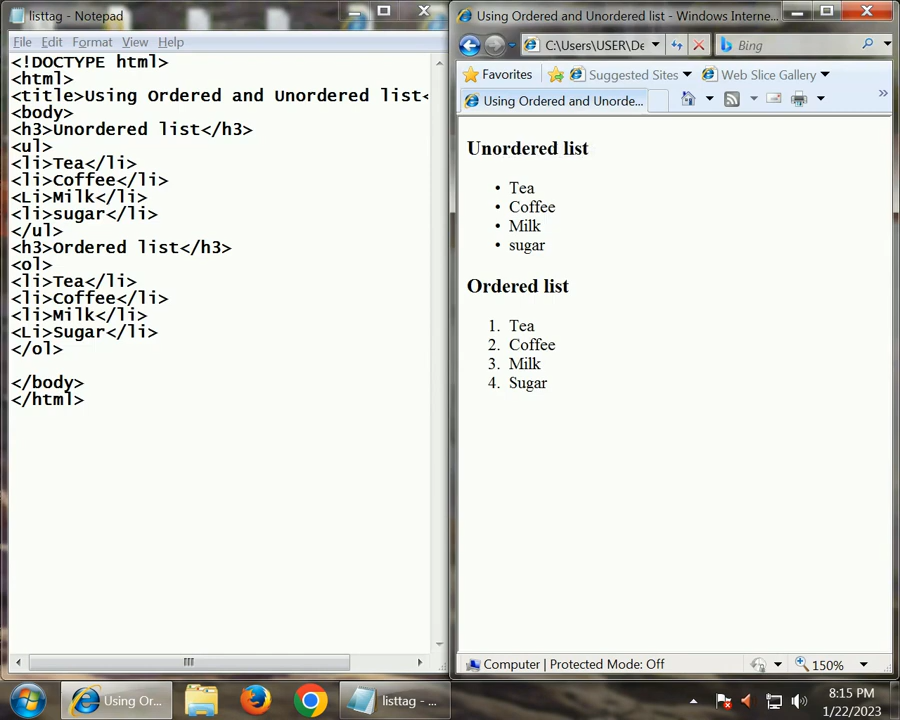 listtag - Notepad
File Edit Format View Help
<!DOCTYPE html>
<html>
<title>Using Ordered and Unordered list<
<body>
<h3>Unordered list</h3>
<ul>
<li>Tea</li>
<li>Coffee</li>
<Li>Milk</li>
<li>sugar</li>
</ul>
<h3>Ordered list</h3>
<ol>
<li>Tea</li>
<li>Coffee</li>
<li>Milk</li>
<Li>Sugar</li>
</ol>
</body>
</html>
Using Ordered and Unordered list - Windows Interne...
C:\Users\USER\De
Bing
Favorites Suggested Sites Web Slice Gallery
Using Ordered and Unorde...
Unordered list
• Tea
• Coffee
• Milk
• sugar
Ordered list
1. Tea
2. Coffee
3. Milk
4. Sugar
Computer | Protected Mode: Off 150%
Using Or... listtag - ... 8:15 PM
1/22/2023